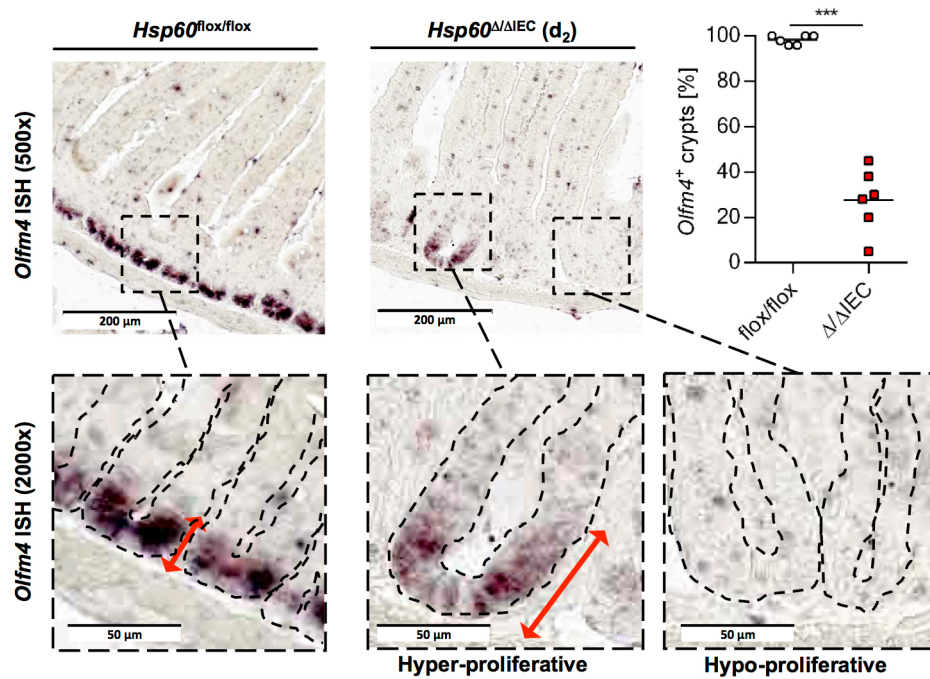 Hsp60flox/flox
Hsp60Δ/ΔIEC (d2)
***
Olfm4 ISH (500x)
200 µm
200 µm
Olfm4+ crypts [%]
100
80
60
40
20
0
flox/flox
Δ/ΔIEC
Olfm4 ISH (2000x)
50 µm
50 µm
50 µm
Hyper-proliferative
Hypo-proliferative